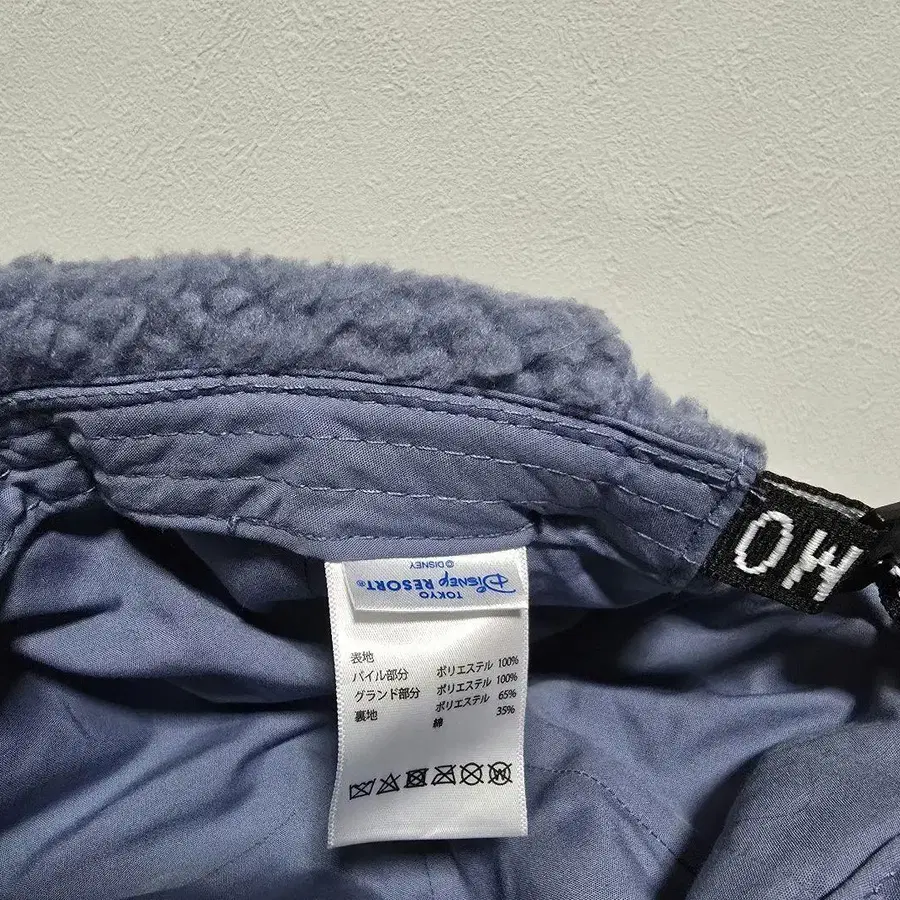 TOKYO
DISNEY RESORT®
© DISNEY
表地
パイル部分 ポリエステル 100%
グランド部分 ポリエステル 100%
裏地 ポリエステル 65%
綿 35%